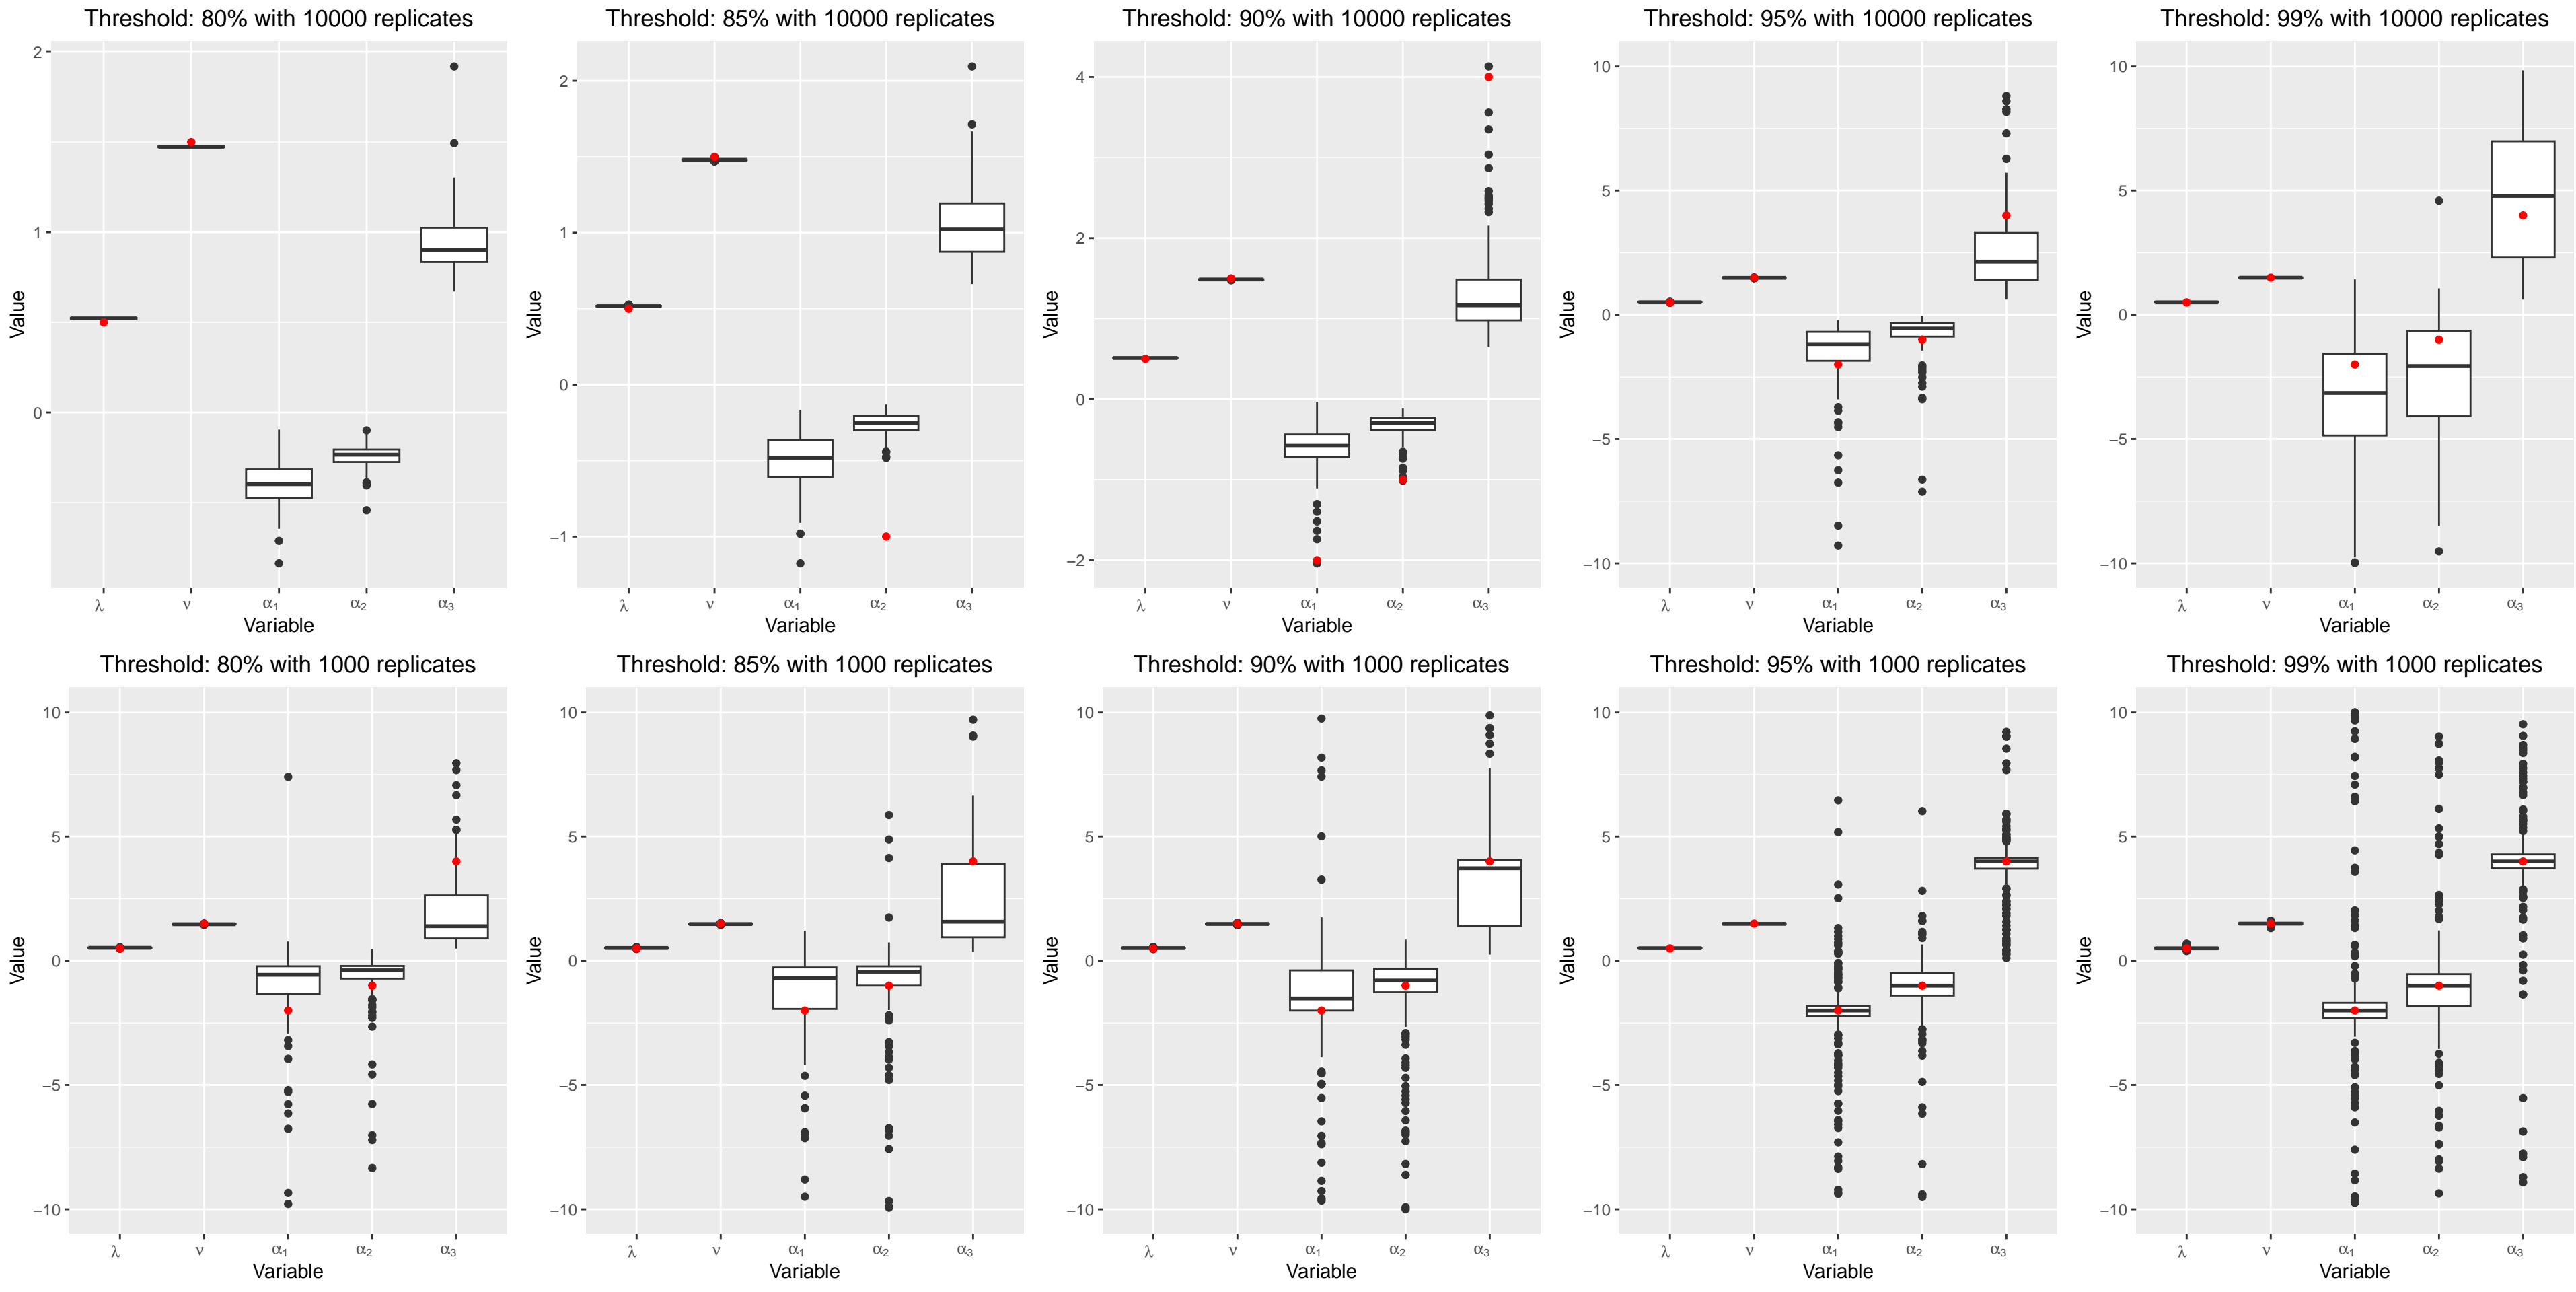 Threshold: 80% with 10000 replicates
Value
2
1
0
λ ν α₁ α₂ α₃
Variable
Threshold: 85% with 10000 replicates
Value
2
1
0
−1
λ ν α₁ α₂ α₃
Variable
Threshold: 90% with 10000 replicates
Value
4
2
0
−2
λ ν α₁ α₂ α₃
Variable
Threshold: 95% with 10000 replicates
Value
10
5
0
−5
−10
λ ν α₁ α₂ α₃
Variable
Threshold: 99% with 10000 replicates
Value
10
5
0
−5
−10
λ ν α₁ α₂ α₃
Variable
Threshold: 80% with 1000 replicates
Value
10
5
0
−5
−10
λ ν α₁ α₂ α₃
Variable
Threshold: 85% with 1000 replicates
Value
10
5
0
−5
−10
λ ν α₁ α₂ α₃
Variable
Threshold: 90% with 1000 replicates
Value
10
5
0
−5
−10
λ ν α₁ α₂ α₃
Variable
Threshold: 95% with 1000 replicates
Value
10
5
0
−5
−10
λ ν α₁ α₂ α₃
Variable
Threshold: 99% with 1000 replicates
Value
10
5
0
−5
−10
λ ν α₁ α₂ α₃
Variable